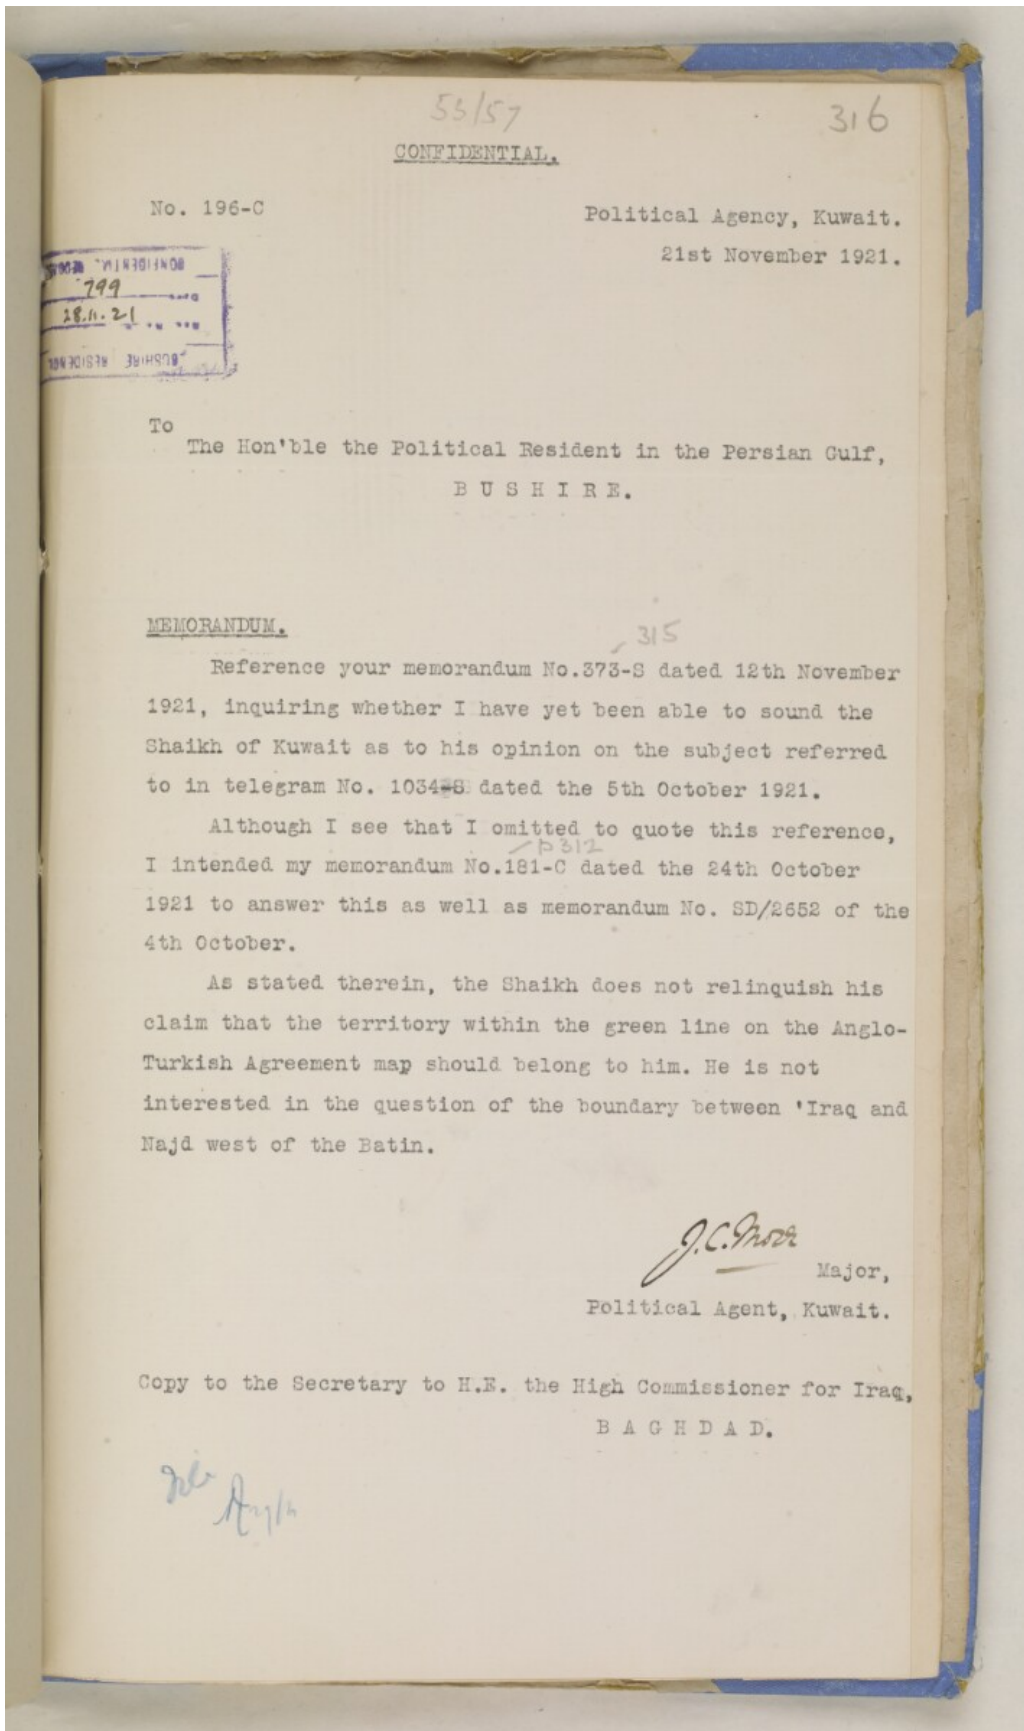 53/57
316
CONFIDENTIAL.
No. 196-C
Political Agency, Kuwait.
21st November 1921.
BUSHIRE RESIDENCY
28.11.21
799
CONFIDENTIAL
To
The Hon'ble the Political Resident in the Persian Gulf,
B U S H I R E.
MEMORANDUM.
315
Reference your memorandum No.373-S dated 12th November
1921, inquiring whether I have yet been able to sound the
Shaikh of Kuwait as to his opinion on the subject referred
to in telegram No. 1034-S dated the 5th October 1921.
Although I see that I omitted to quote this reference,
p312
I intended my memorandum No.181-C dated the 24th October
1921 to answer this as well as memorandum No. SD/2652 of the
4th October.
As stated therein, the Shaikh does not relinquish his
claim that the territory within the green line on the Anglo-
Turkish Agreement map should belong to him. He is not
interested in the question of the boundary between 'Iraq and
Najd west of the Batin.
J.C. More
Major,
Political Agent, Kuwait.
Copy to the Secretary to H.E. the High Commissioner for Iraq,
B A G H D A D.